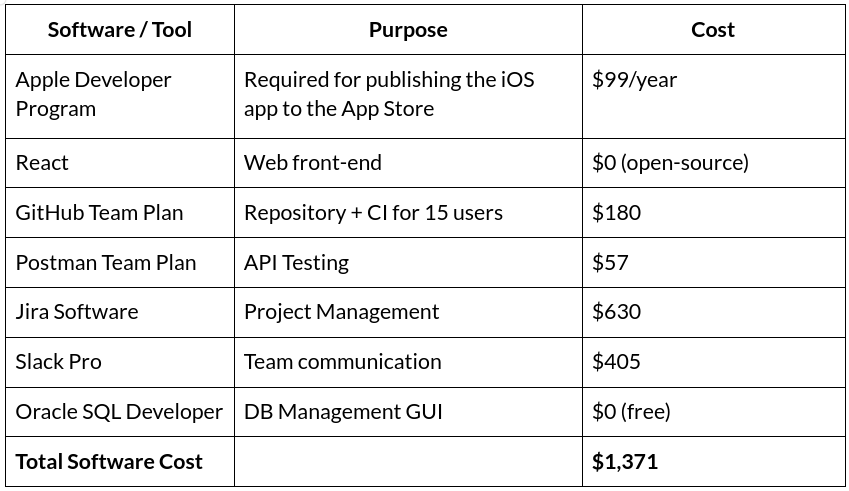 Software / Tool Purpose Cost
Apple Developer Program Required for publishing the iOS app to the App Store $99/year
React Web front-end $0 (open-source)
GitHub Team Plan Repository + CI for 15 users $180
Postman Team Plan API Testing $57
Jira Software Project Management $630
Slack Pro Team communication $405
Oracle SQL Developer DB Management GUI $0 (free)
Total Software Cost $1,371